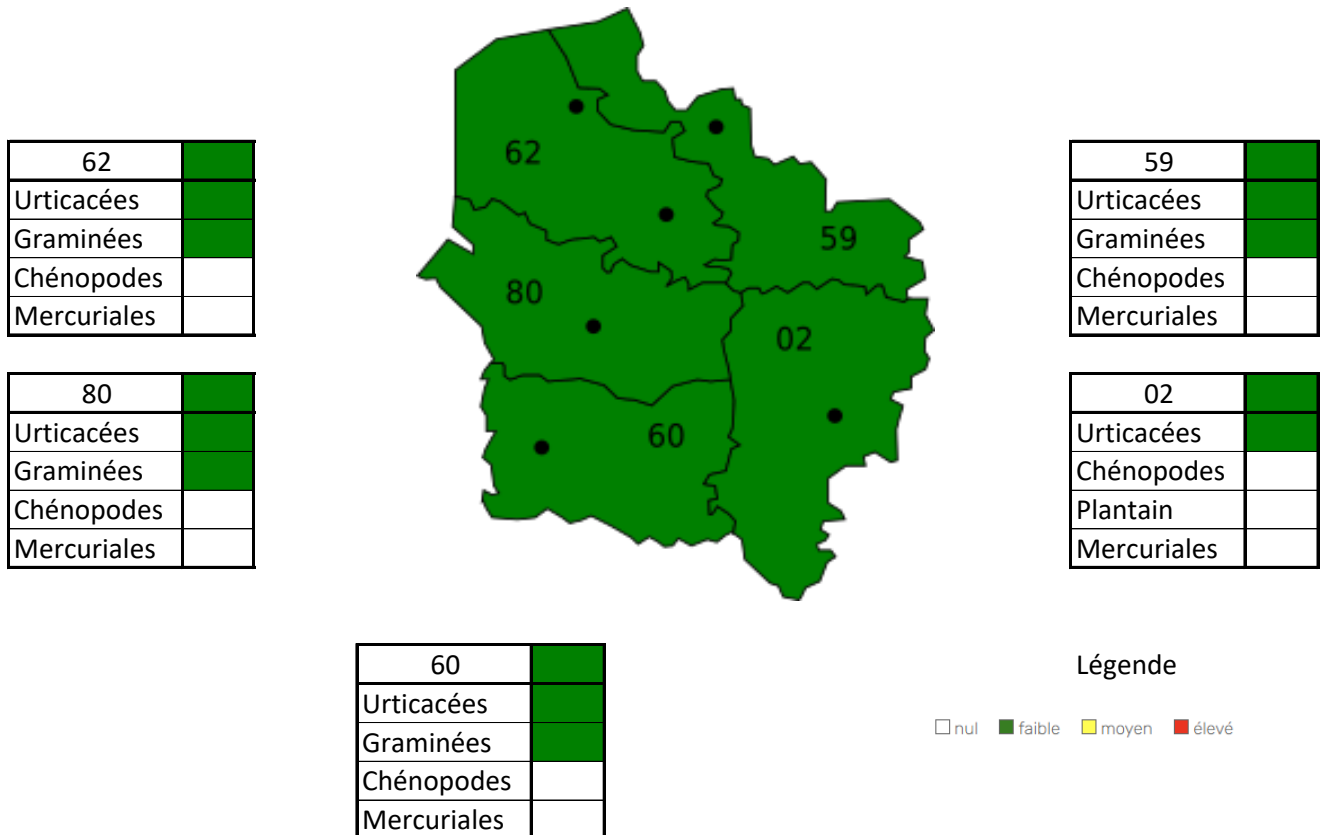 62
59
80
02
60
62
Urticacées
Graminées
Chénopodes
Mercuriales
80
Urticacées
Graminées
Chénopodes
Mercuriales
59
Urticacées
Graminées
Chénopodes
Mercuriales
02
Urticacées
Chénopodes
Plantain
Mercuriales
60
Urticacées
Graminées
Chénopodes
Mercuriales
Légende
nul faible moyen élevé